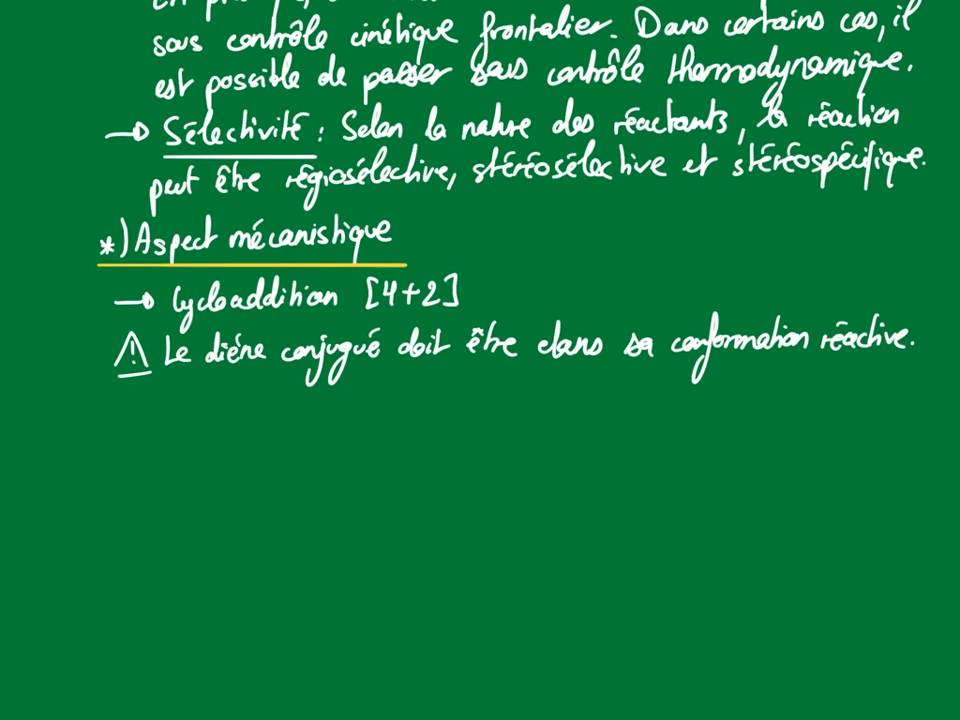 sous contrôle cinétique frontalier. Dans certains cas, il
est possible de passer sous contrôle thermodynamique.
→ Sélectivité : Selon la nature des réactants, la réaction
peut être régiosélective, stéréosélective et stéréospécifique.
*) Aspect mécanistique
→ Cycloaddition [4+2]
⚠ Le diène conjugué doit être dans sa conformation réactive.